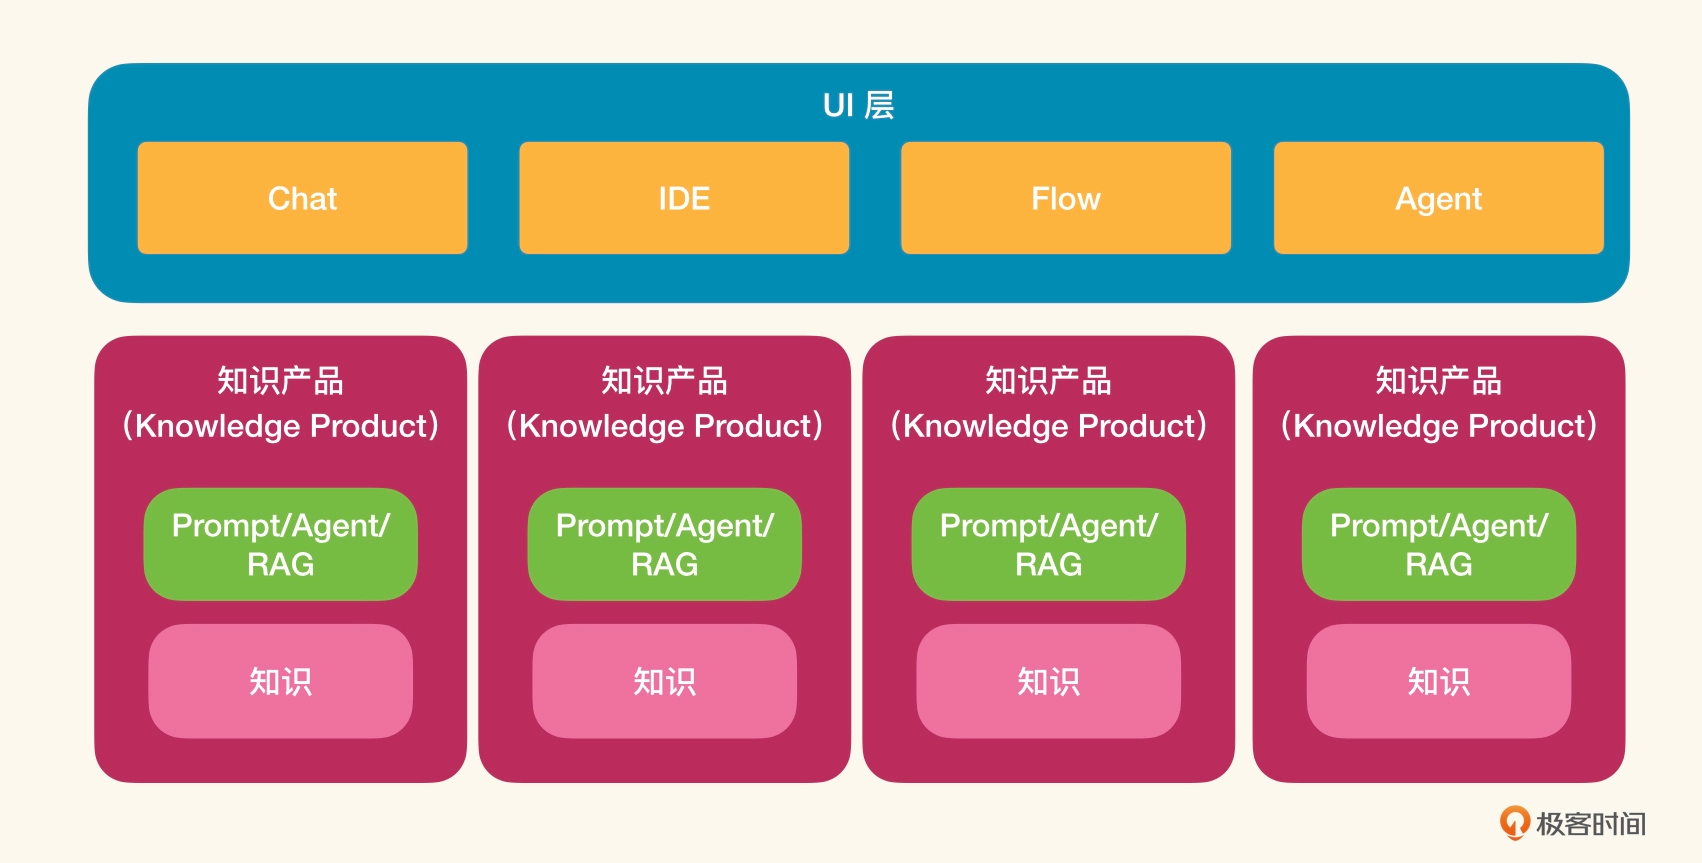 UI 层
Chat
IDE
Flow
Agent
知识产品
（Knowledge Product）
Prompt/Agent/
RAG
知识
知识产品
（Knowledge Product）
Prompt/Agent/
RAG
知识
知识产品
（Knowledge Product）
Prompt/Agent/
RAG
知识
知识产品
（Knowledge Product）
Prompt/Agent/
RAG
知识
极客时间